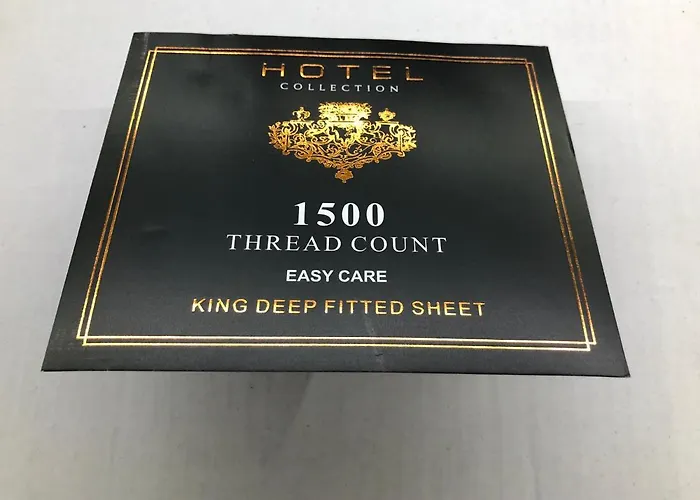 HOTEL
COLLECTION
1500
THREAD COUNT
EASY CARE
KING DEEP FITTED SHEET